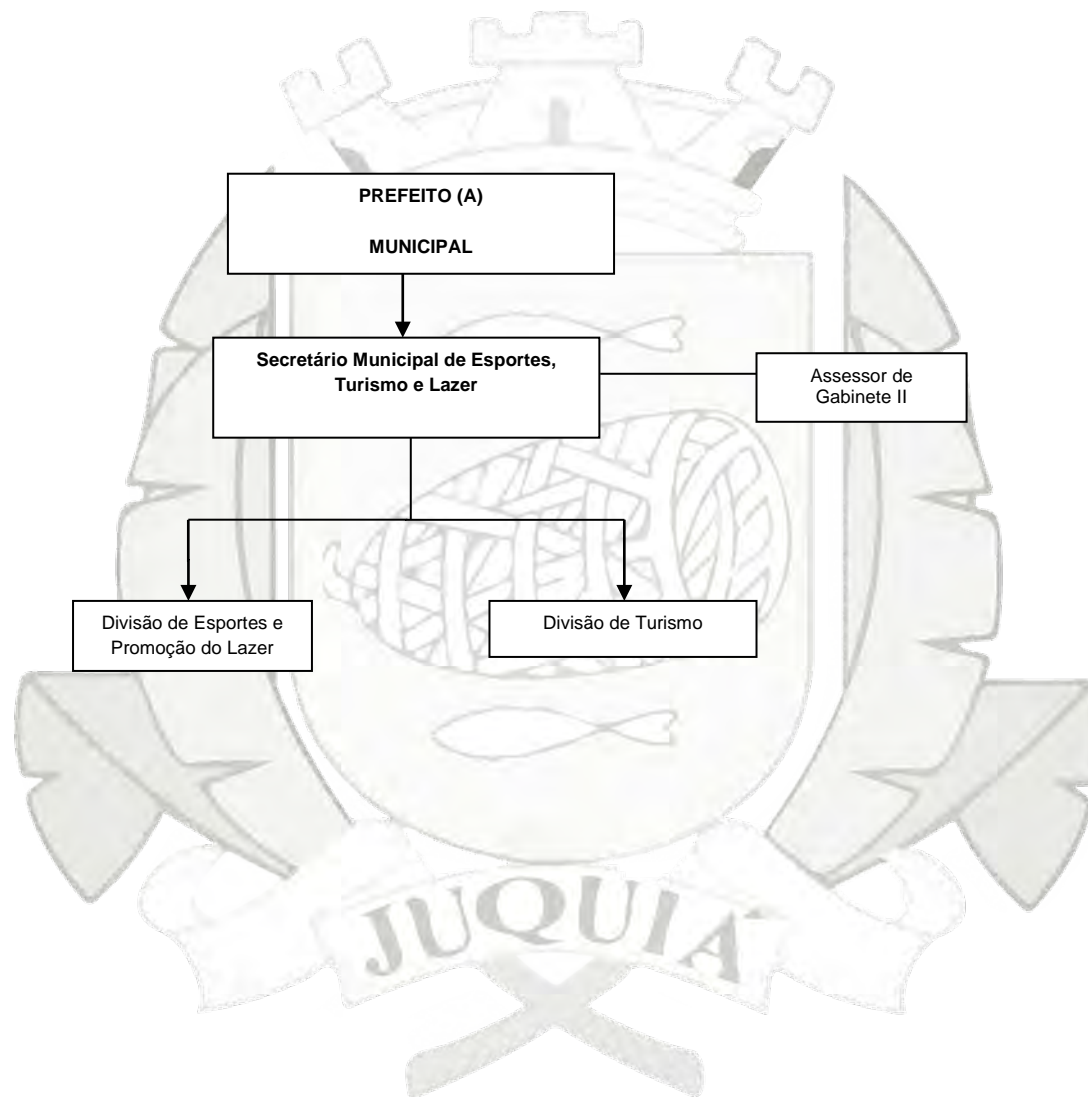 PREFEITO (A)
MUNICIPAL
Secretário Municipal de Esportes,
Turismo e Lazer
Assessor de
Gabinete II
Divisão de Esportes e
Promoção do Lazer
Divisão de Turismo
JUQUIÁ